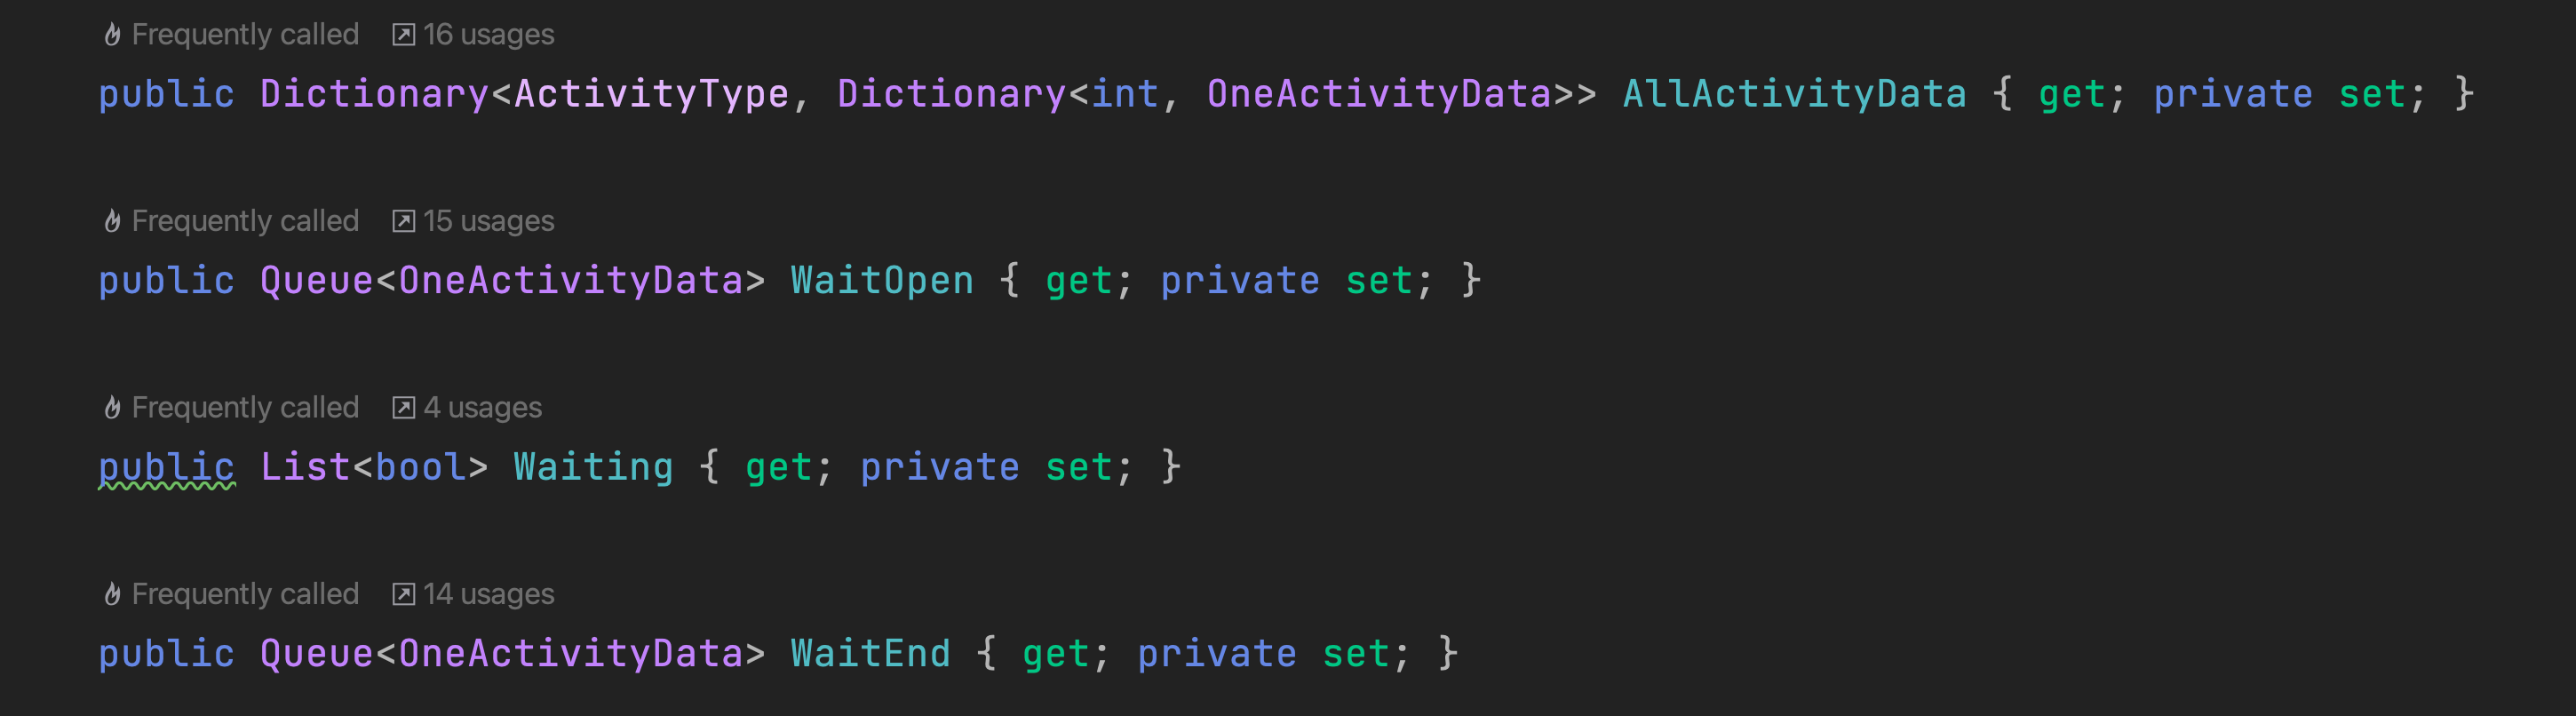 Frequently called 16 usages
public Dictionary<ActivityType, Dictionary<int, OneActivityData>> AllActivityData { get; private set; }
Frequently called 15 usages
public Queue<OneActivityData> WaitOpen { get; private set; }
Frequently called 4 usages
public List<bool> Waiting { get; private set; }
Frequently called 14 usages
public Queue<OneActivityData> WaitEnd { get; private set; }